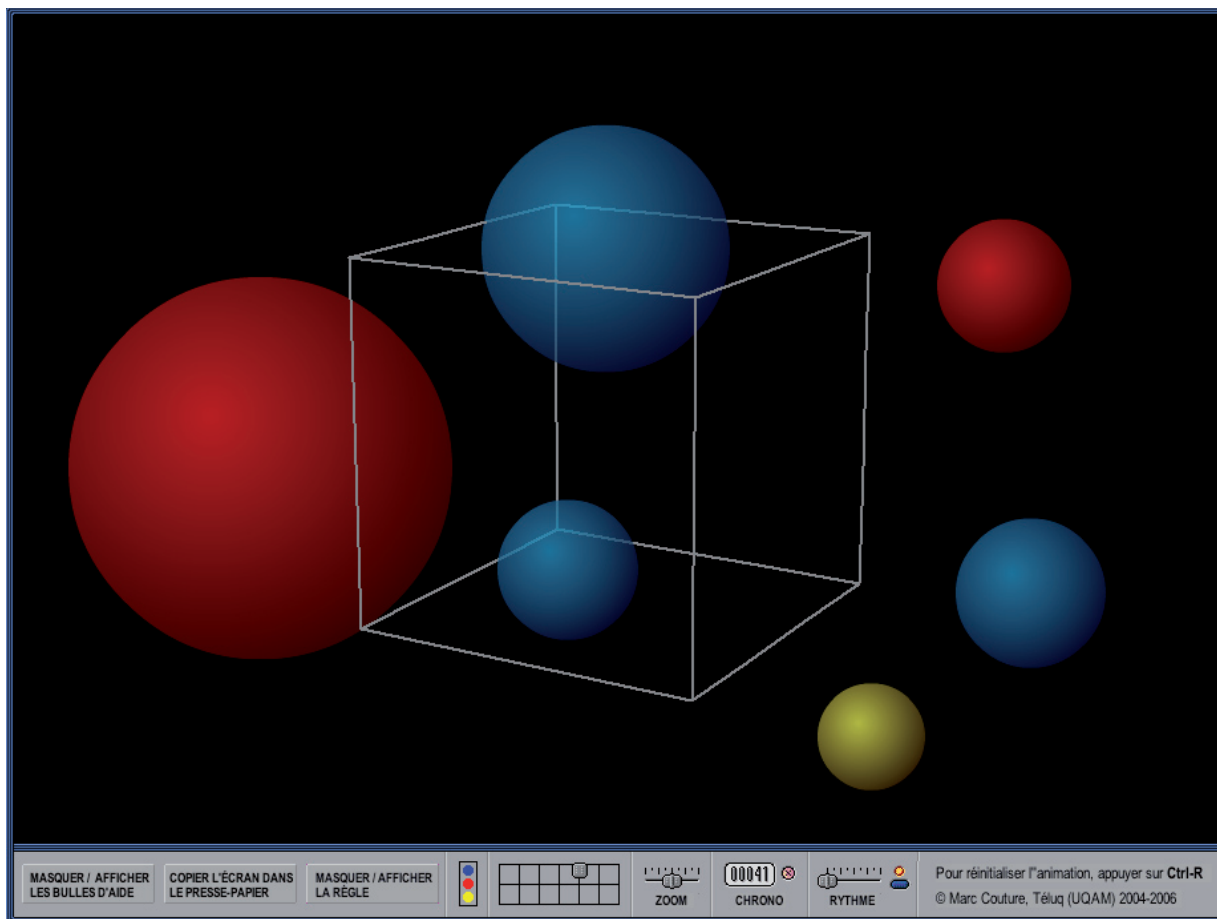 MASQUER / AFFICHER
LES BULLES D'AIDE
COPIER L'ÉCRAN DANS
LE PRESSE-PAPIER
MASQUER / AFFICHER
LA RÈGLE
ZOOM
00041
CHRONO
RYTHME
Pour réinitialiser l''animation, appuyer sur Ctrl-R
© Marc Couture, Téluq (UQAM) 2004-2006